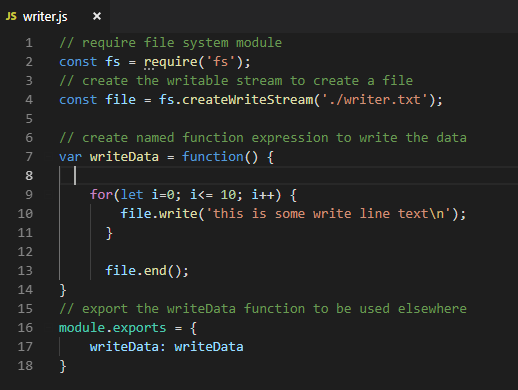 JS writer.js ×
1 // require file system module
2 const fs = require('fs');
3 // create the writable stream to create a file
4 const file = fs.createWriteStream('./writer.txt');
5
6 // create named function expression to write the data
7 var writeData = function() {
8
9     for(let i=0; i<= 10; i++) {
10         file.write('this is some write line text\n');
11       }
12
13       file.end();
14 }
15 // export the writeData function to be used elsewhere
16 module.exports = {
17     writeData: writeData
18 }